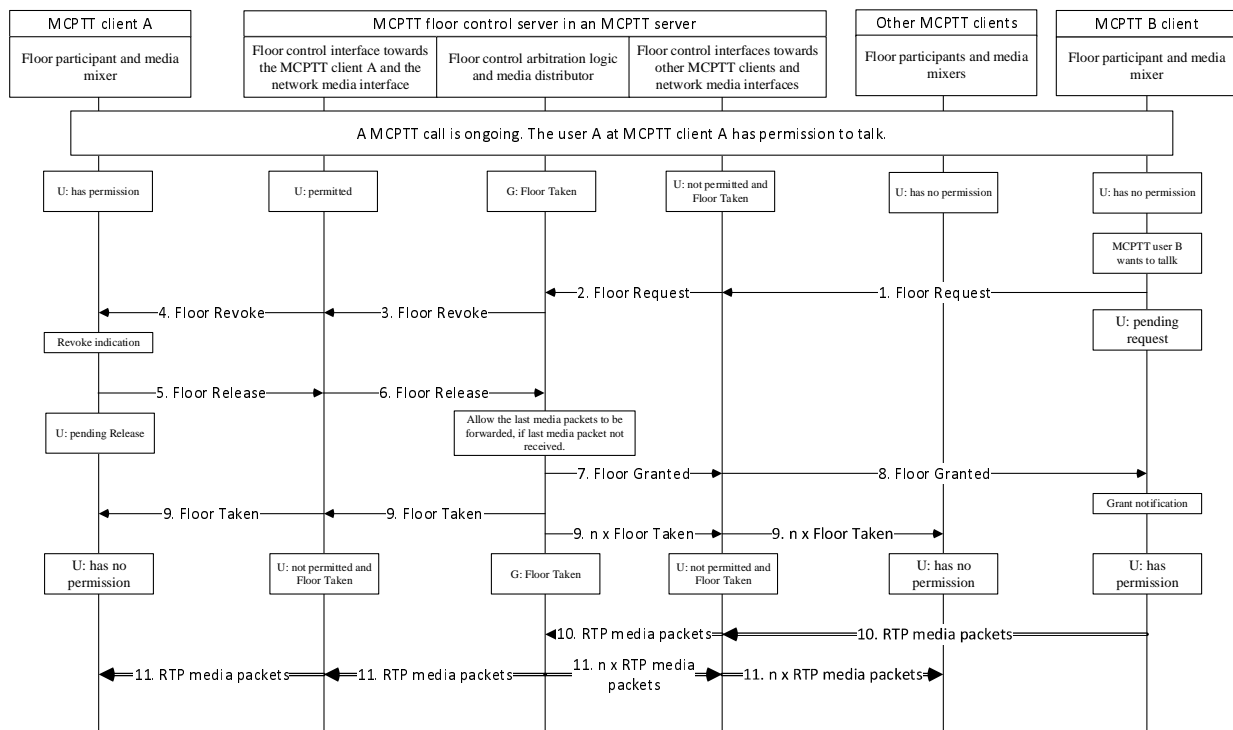 MCPTT client A
MCPTT floor control server in an MCPTT server
Other MCPTT clients
MCPTT B client
Floor participant and media
mixer
Floor control interface towards
the MCPTT client A and the
network media interface
Floor control arbitration logic
and media distributor
Floor control interfaces towards
other MCPTT clients and
network media interfaces
Floor participants and media
mixers
Floor participant and media
mixer
A MCPTT call is ongoing. The user A at MCPTT client A has permission to talk.
U: has permission
U: permitted
G: Floor Taken
U: not permitted and
Floor Taken
U: has no permission
U: has no permission
MCPTT user B
wants to tallk
2. Floor Request
1. Floor Request
4. Floor Revoke
3. Floor Revoke
Revoke indication
U: pending
request
5. Floor Release
6. Floor Release
U: pending Release
Allow the last media packets to be
forwarded, if last media packet not
received.
7. Floor Granted
8. Floor Granted
Grant notification
9. Floor Taken
9. Floor Taken
9. n x Floor Taken
9. n x Floor Taken
U: has no
permission
U: not permitted and
Floor Taken
G: Floor Taken
U: not permitted and
Floor Taken
U: has no
permission
U: has
permission
10. RTP media packets
10. RTP media packets
11. RTP media packets
11. RTP media packets
11. n x RTP media
packets
11. n x RTP media packets